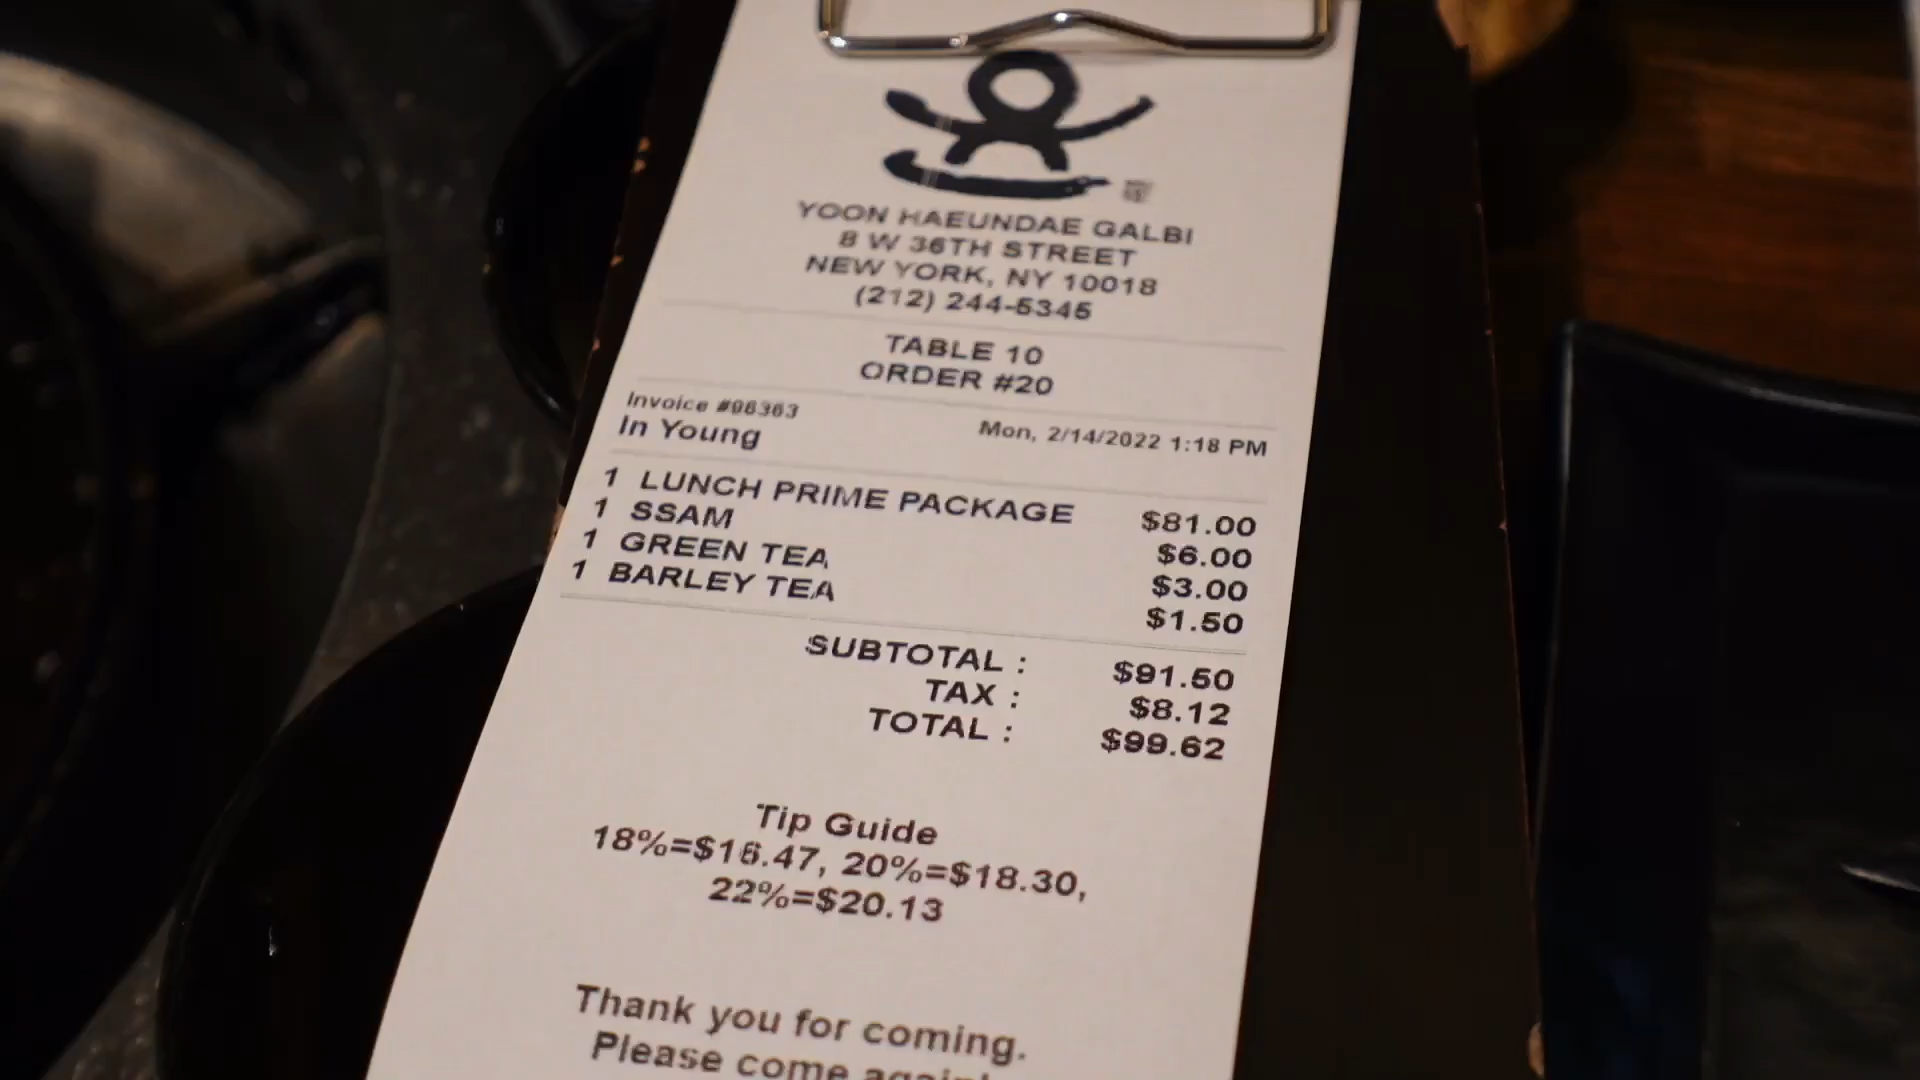 YOON HAEUNDAE GALBI
8 W 36TH STREET
NEW YORK, NY 10018
(212) 244-5345
TABLE 10
ORDER #20
Invoice #06363
In Young
Mon, 2/14/2022 1:18 PM
1 LUNCH PRIME PACKAGE $81.00
1 SSAM $6.00
1 GREEN TEA $3.00
1 BARLEY TEA $1.50
SUBTOTAL : $91.50
TAX : $8.12
TOTAL : $99.62
Tip Guide
18%=$16.47, 20%=$18.30,
22%=$20.13
Thank you for coming.
Please come again!